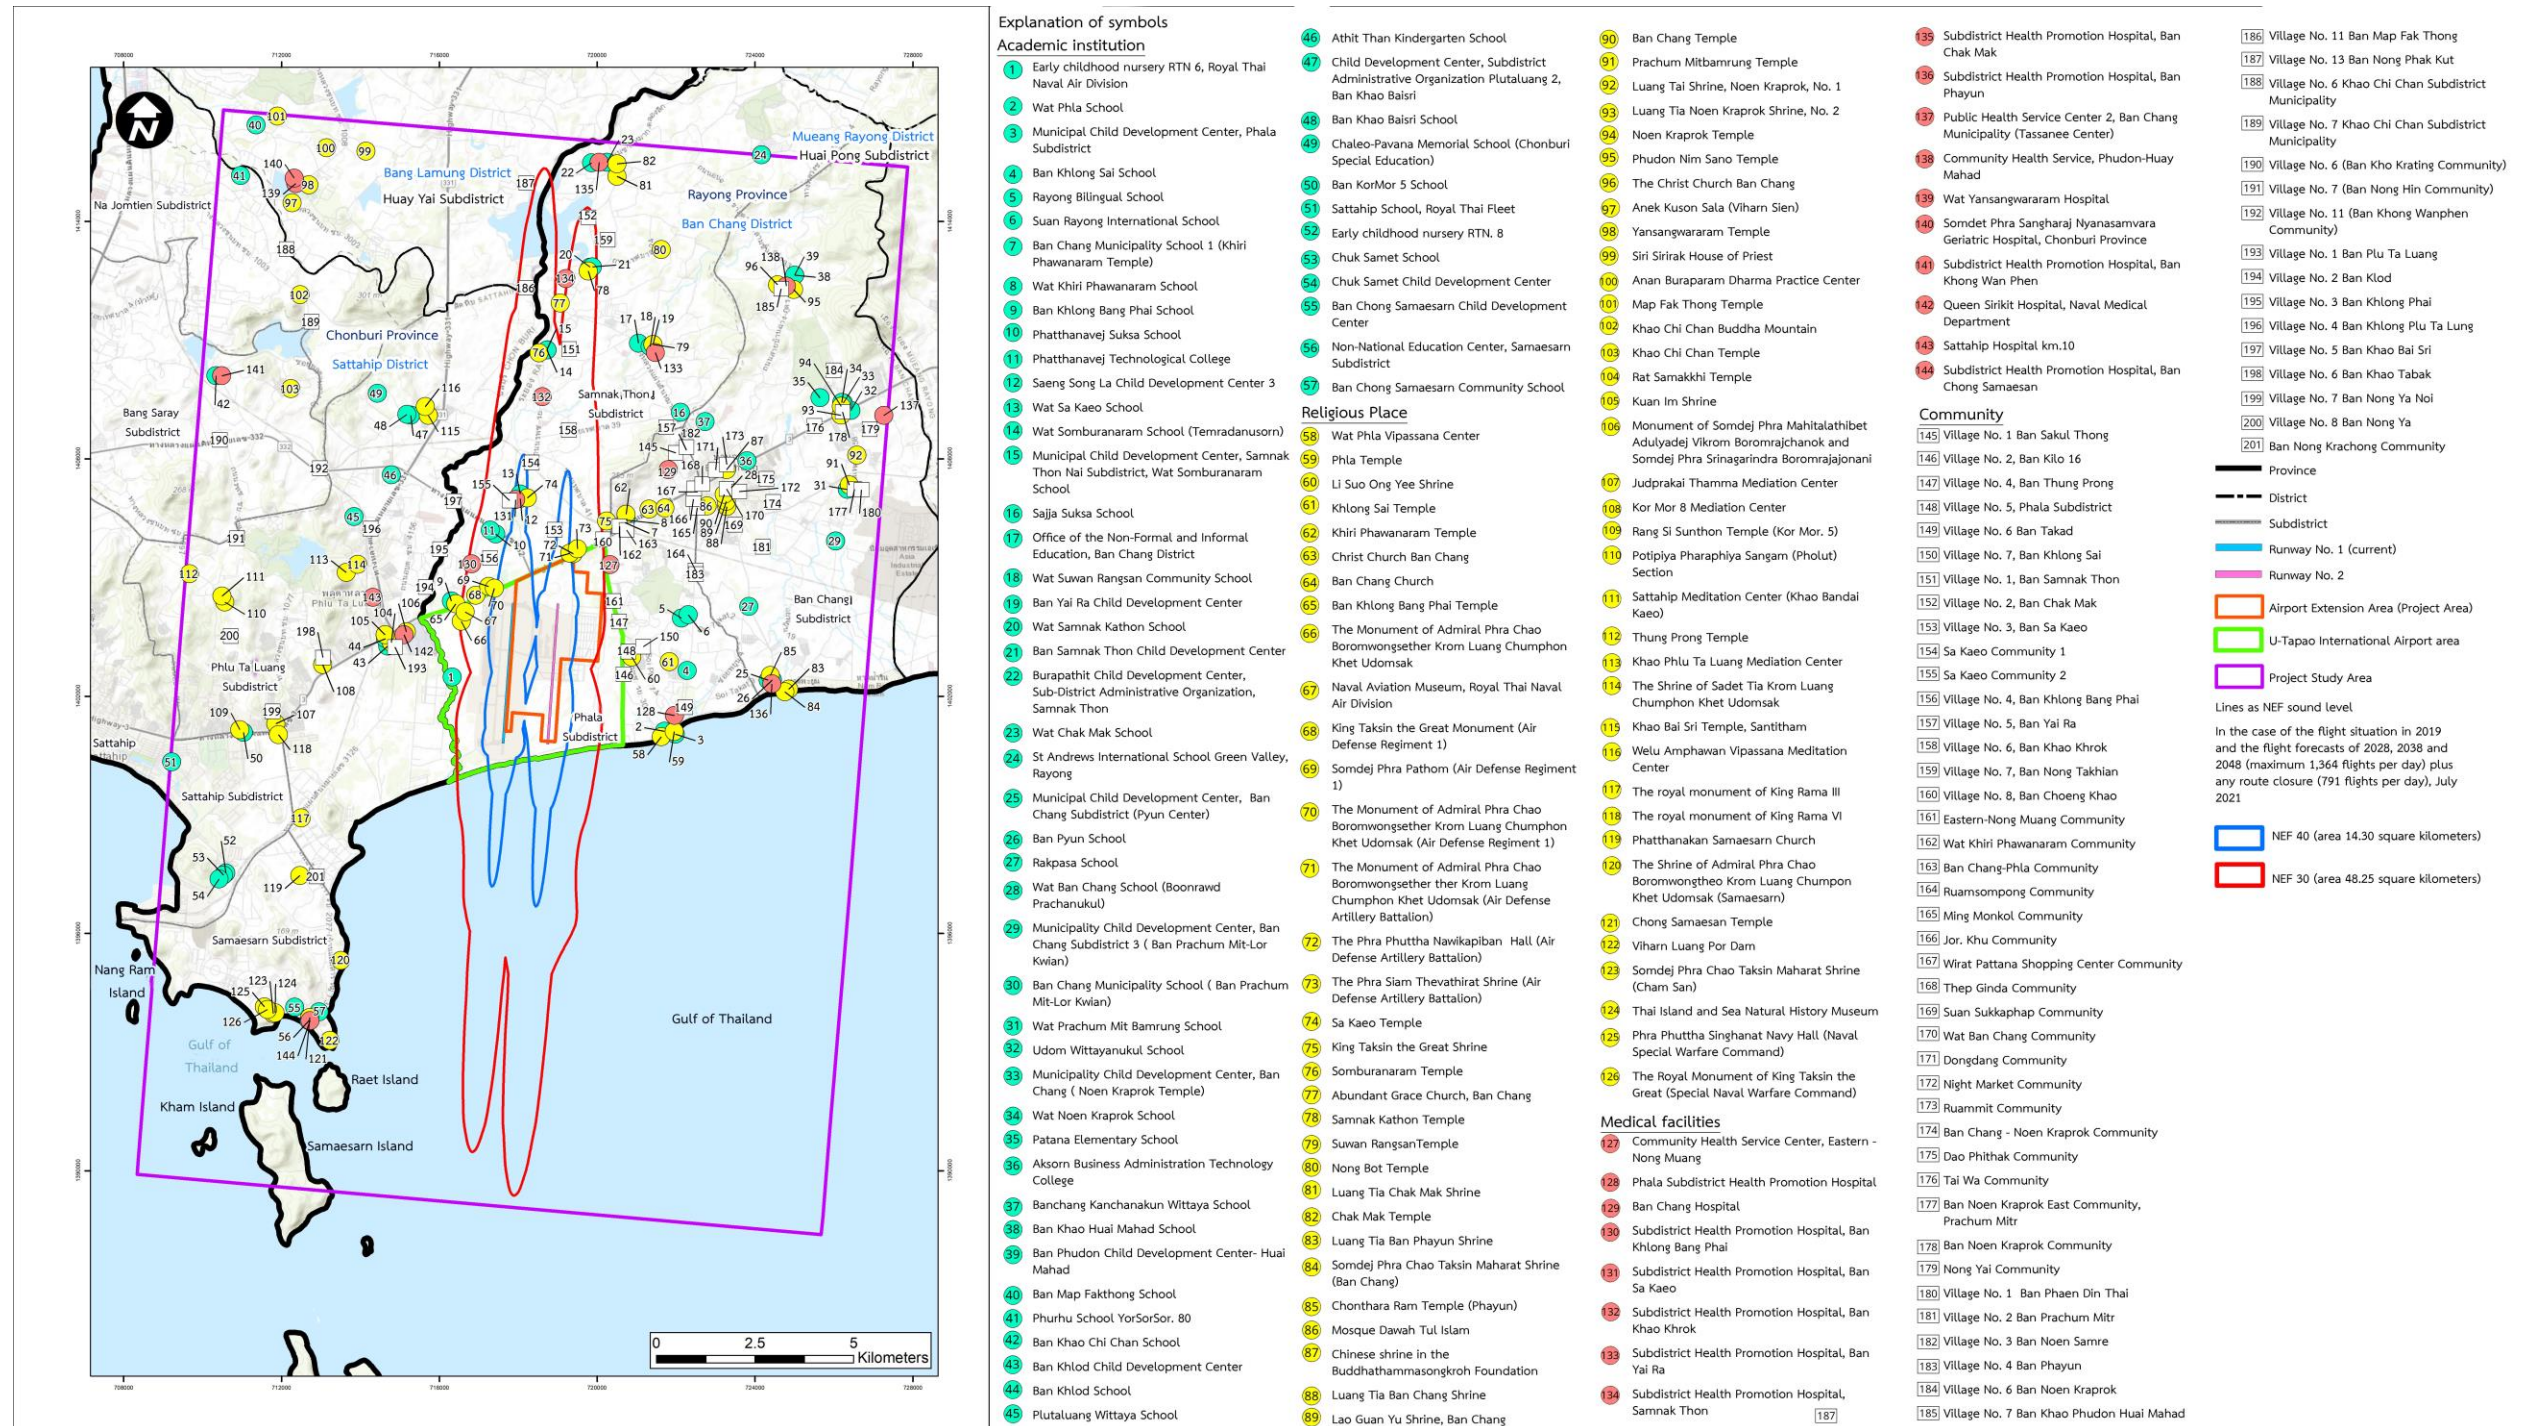 Explanation of symbols
Academic institution
1 Early childhood nursery RTN 6, Royal Thai
Naval Air Division
2 Wat Phla School
3 Municipal Child Development Center, Phala
Subdistrict
4 Ban Khlong Sai School
5 Rayong Bilingual School
6 Suan Rayong International School
7 Ban Chang Municipality School 1 (Khiri
Phawanaram Temple)
8 Wat Khiri Phawanaram School
9 Ban Khlong Bang Phai School
10 Phatthanavej Suksa School
11 Phatthanavej Technological College
12 Saeng Song La Child Development Center 3
13 Wat Sa Kaeo School
14 Wat Somburanaram School (Temradanusorn)
15 Municipal Child Development Center, Samnak
Thon Nai Subdistrict, Wat Somburanaram
School
16 Sajja Suksa School
17 Office of the Non-Formal and Informal
Education, Ban Chang District
18 Wat Suwan Rangsan Community School
19 Ban Yai Ra Child Development Center
20 Wat Samnak Kathon School
21 Ban Samnak Thon Child Development Center
22 Burapathit Child Development Center,
Sub-District Administrative Organization,
Samnak Thon
23 Wat Chak Mak School
24 St Andrews International School Green Valley,
Rayong
25 Municipal Child Development Center, Ban
Chang Subdistrict (Pyun Center)
26 Ban Pyun School
27 Rakpasa School
28 Wat Ban Chang School (Boonrawd
Prachanukul)
29 Municipality Child Development Center, Ban
Chang Subdistrict 3 ( Ban Prachum Mit-Lor
Kwian)
30 Ban Chang Municipality School ( Ban Prachum
Mit-Lor Kwian)
31 Wat Prachum Mit Bamrung School
32 Udom Wittayanukul School
33 Municipality Child Development Center, Ban
Chang ( Noen Kraprok Temple)
34 Wat Noen Kraprok School
35 Patana Elementary School
36 Aksorn Business Administration Technology
College
37 Banchang Kanchanakun Wittaya School
38 Ban Khao Huai Mahad School
39 Ban Phudon Child Development Center- Huai
Mahad
40 Ban Map Fakthong School
41 Phurhu School YorSorSor. 80
42 Ban Khao Chi Chan School
43 Ban Khlod Child Development Center
44 Ban Khlod School
45 Plutaluang Wittaya School
46 Athit Than Kindergarten School
47 Child Development Center, Subdistrict
Administrative Organization Plutaluang 2,
Ban Khao Baisri
48 Ban Khao Baisri School
49 Chaleo-Pavana Memorial School (Chonburi
Special Education)
50 Ban KorMor 5 School
51 Sattahip School, Royal Thai Fleet
52 Early childhood nursery RTN. 8
53 Chuk Samet School
54 Chuk Samet Child Development Center
55 Ban Chong Samaesarn Child Development
Center
56 Non-National Education Center, Samaesarn
Subdistrict
57 Ban Chong Samaesarn Community School
Religious Place
58 Wat Phla Vipassana Center
59 Phla Temple
60 Li Suo Ong Yee Shrine
61 Khlong Sai Temple
62 Khiri Phawanaram Temple
63 Christ Church Ban Chang
64 Ban Chang Church
65 Ban Khlong Bang Phai Temple
66 The Monument of Admiral Phra Chao
Boromwongsether Krom Luang Chumphon
Khet Udomsak
67 Naval Aviation Museum, Royal Thai Naval
Air Division
68 King Taksin the Great Monument (Air
Defense Regiment 1)
69 Somdej Phra Pathom (Air Defense Regiment
1)
70 The Monument of Admiral Phra Chao
Boromwongsether Krom Luang Chumphon
Khet Udomsak (Air Defense Regiment 1)
71 The Monument of Admiral Phra Chao
Boromwongsether ther Krom Luang
Chumphon Khet Udomsak (Air Defense
Artillery Battalion)
72 The Phra Phuttha Nawikapiban Hall (Air
Defense Artillery Battalion)
73 The Phra Siam Thevathirat Shrine (Air
Defense Artillery Battalion)
74 Sa Kaeo Temple
75 King Taksin the Great Shrine
76 Somburanaram Temple
77 Abundant Grace Church, Ban Chang
78 Samnak Kathon Temple
79 Suwan RangsanTemple
80 Nong Bot Temple
81 Luang Tia Chak Mak Shrine
82 Chak Mak Temple
83 Luang Tia Ban Phayun Shrine
84 Somdej Phra Chao Taksin Maharat Shrine
(Ban Chang)
85 Chonthara Ram Temple (Phayun)
86 Mosque Dawah Tul Islam
87 Chinese shrine in the
Buddhathammasongkroh Foundation
88 Luang Tia Ban Chang Shrine
89 Lao Guan Yu Shrine, Ban Chang
90 Ban Chang Temple
91 Prachum Mitbamrung Temple
92 Luang Tai Shrine, Noen Kraprok, No. 1
93 Luang Tia Noen Kraprok Shrine, No. 2
94 Noen Kraprok Temple
95 Phudon Nim Sano Temple
96 The Christ Church Ban Chang
97 Anek Kuson Sala (Viharn Sien)
98 Yansangwararam Temple
99 Siri Sirirak House of Priest
100 Anan Buraparam Dharma Practice Center
101 Map Fak Thong Temple
102 Khao Chi Chan Buddha Mountain
103 Khao Chi Chan Temple
104 Rat Samakkhi Temple
105 Kuan Im Shrine
106 Monument of Somdej Phra Mahitalathibet
Adulyadej Vikrom Boromrajchanok and
Somdej Phra Srinagarindra Boromrajajonani
107 Judprakai Thamma Mediation Center
108 Kor Mor 8 Mediation Center
109 Rang Si Sunthon Temple (Kor Mor. 5)
110 Potipiya Pharaphiya Sangam (Pholut)
Section
111 Sattahip Meditation Center (Khao Bandai
Kaeo)
112 Thung Prong Temple
113 Khao Phlu Ta Luang Mediation Center
114 The Shrine of Sadet Tia Krom Luang
Chumphon Khet Udomsak
115 Khao Bai Sri Temple, Santitham
116 Welu Amphawan Vipassana Meditation
Center
117 The royal monument of King Rama III
118 The royal monument of King Rama VI
119 Phatthanakan Samaesarn Church
120 The Shrine of Admiral Phra Chao
Boromwongtheo Krom Luang Chumpon
Khet Udomsak (Samaesarn)
121 Chong Samaesan Temple
122 Viharn Luang Por Dam
123 Somdej Phra Chao Taksin Maharat Shrine
(Cham San)
124 Thai Island and Sea Natural History Museum
125 Phra Phuttha Singhanat Navy Hall (Naval
Special Warfare Command)
126 The Royal Monument of King Taksin the
Great (Special Naval Warfare Command)
Medical facilities
127 Community Health Service Center, Eastern -
Nong Muang
128 Phala Subdistrict Health Promotion Hospital
129 Ban Chang Hospital
130 Subdistrict Health Promotion Hospital, Ban
Khlong Bang Phai
131 Subdistrict Health Promotion Hospital, Ban
Sa Kaeo
132 Subdistrict Health Promotion Hospital, Ban
Khao Khrok
133 Subdistrict Health Promotion Hospital, Ban
Yai Ra
134 Subdistrict Health Promotion Hospital,
Samnak Thon
187
135 Subdistrict Health Promotion Hospital, Ban
Chak Mak
136 Subdistrict Health Promotion Hospital, Ban
Phayun
137 Public Health Service Center 2, Ban Chang
Municipality (Tassanee Center)
138 Community Health Service, Phudon-Huay
Mahad
139 Wat Yansangwararam Hospital
140 Somdet Phra Sangharaj Nyanasamvara
Geriatric Hospital, Chonburi Province
141 Subdistrict Health Promotion Hospital, Ban
Khong Wan Phen
142 Queen Sirikit Hospital, Naval Medical
Department
143 Sattahip Hospital km.10
144 Subdistrict Health Promotion Hospital, Ban
Chong Samaesan
Community
145 Village No. 1 Ban Sakul Thong
146 Village No. 2, Ban Kilo 16
147 Village No. 4, Ban Thung Prong
148 Village No. 5, Phala Subdistrict
149 Village No. 6 Ban Takad
150 Village No. 7, Ban Khlong Sai
151 Village No. 1, Ban Samnak Thon
152 Village No. 2, Ban Chak Mak
153 Village No. 3, Ban Sa Kaeo
154 Sa Kaeo Community 1
155 Sa Kaeo Community 2
156 Village No. 4, Ban Khlong Bang Phai
157 Village No. 5, Ban Yai Ra
158 Village No. 6, Ban Khao Khrok
159 Village No. 7, Ban Nong Takhian
160 Village No. 8, Ban Choeng Khao
161 Eastern-Nong Muang Community
162 Wat Khiri Phawanaram Community
163 Ban Chang-Phla Community
164 Ruamsompong Community
165 Ming Monkol Community
166 Jor. Khu Community
167 Wirat Pattana Shopping Center Community
168 Thep Ginda Community
169 Suan Sukkaphap Community
170 Wat Ban Chang Community
171 Dongdang Community
172 Night Market Community
173 Ruammit Community
174 Ban Chang - Noen Kraprok Community
175 Dao Phithak Community
176 Tai Wa Community
177 Ban Noen Kraprok East Community,
Prachum Mitr
178 Ban Noen Kraprok Community
179 Nong Yai Community
180 Village No. 1 Ban Phaen Din Thai
181 Village No. 2 Ban Prachum Mitr
182 Village No. 3 Ban Noen Samre
183 Village No. 4 Ban Phayun
184 Village No. 6 Ban Noen Kraprok
185 Village No. 7 Ban Khao Phudon Huai Mahad
186 Village No. 11 Ban Map Fak Thong
187 Village No. 13 Ban Nong Phak Kut
188 Village No. 6 Khao Chi Chan Subdistrict
Municipality
189 Village No. 7 Khao Chi Chan Subdistrict
Municipality
190 Village No. 6 (Ban Kho Krating Community)
191 Village No. 7 (Ban Nong Hin Community)
192 Village No. 11 (Ban Khong Wanphen
Community)
193 Village No. 1 Ban Plu Ta Luang
194 Village No. 2 Ban Klod
195 Village No. 3 Ban Khlong Phai
196 Village No. 4 Ban Khlong Plu Ta Lung
197 Village No. 5 Ban Khao Bai Sri
198 Village No. 6 Ban Khao Tabak
199 Village No. 7 Ban Nong Ya Noi
200 Village No. 8 Ban Nong Ya
201 Ban Nong Krachong Community
Province
District
Subdistrict
Runway No. 1 (current)
Runway No. 2
Airport Extension Area (Project Area)
U-Tapao International Airport area
Project Study Area
Lines as NEF sound level
In the case of the flight situation in 2019
and the flight forecasts of 2028, 2038 and
2048 (maximum 1,364 flights per day) plus
any route closure (791 flights per day), July
2021
NEF 40 (area 14.30 square kilometers)
NEF 30 (area 48.25 square kilometers)
N
Mueang Rayong District
Huai Pong Subdistrict
Bang Lamung District
Huay Yai Subdistrict
Rayong Province
Ban Chang District
Na Jomtien Subdistrict
Chonburi Province
Sattahip District
Bang Saray
Subdistrict
Samnak Thon
Subdistrict
Ban Chang
Subdistrict
Phlu Ta Luang
Subdistrict
Phala
Subdistrict
Sattahip
Sattahip Subdistrict
Samaesarn Subdistrict
Nang Ram
Island
Gulf of
Thailand
Gulf of Thailand
Raet Island
Kham Island
Samaesarn Island
0 2.5 5
Kilometers
708000 712000 716000 720000 724000 728000